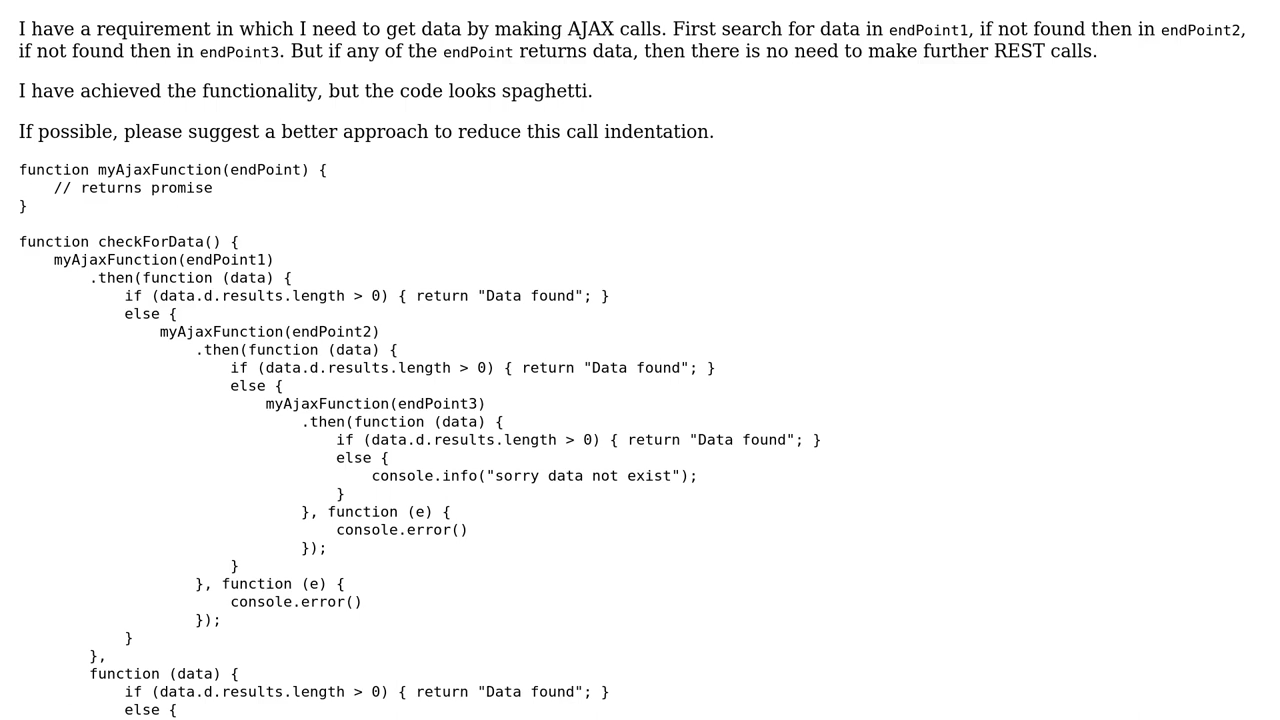 I have a requirement in which I need to get data by making AJAX calls. First search for data in endPoint1, if not found then in endPoint2,
if not found then in endPoint3. But if any of the endPoint returns data, then there is no need to make further REST calls.
I have achieved the functionality, but the code looks spaghetti.
If possible, please suggest a better approach to reduce this call indentation.
function myAjaxFunction(endPoint) {
    // returns promise
}
function checkForData() {
    myAjaxFunction(endPoint1)
        .then(function (data) {
            if (data.d.results.length > 0) { return "Data found"; }
            else {
                myAjaxFunction(endPoint2)
                    .then(function (data) {
                        if (data.d.results.length > 0) { return "Data found"; }
                        else {
                            myAjaxFunction(endPoint3)
                                .then(function (data) {
                                    if (data.d.results.length > 0) { return "Data found"; }
                                    else {
                                        console.info("sorry data not exist");
                                    }
                                }, function (e) {
                                    console.error()
                                });
                        }
                    }, function (e) {
                        console.error()
                    });
            }
        },
        function (data) {
            if (data.d.results.length > 0) { return "Data found"; }
            else {